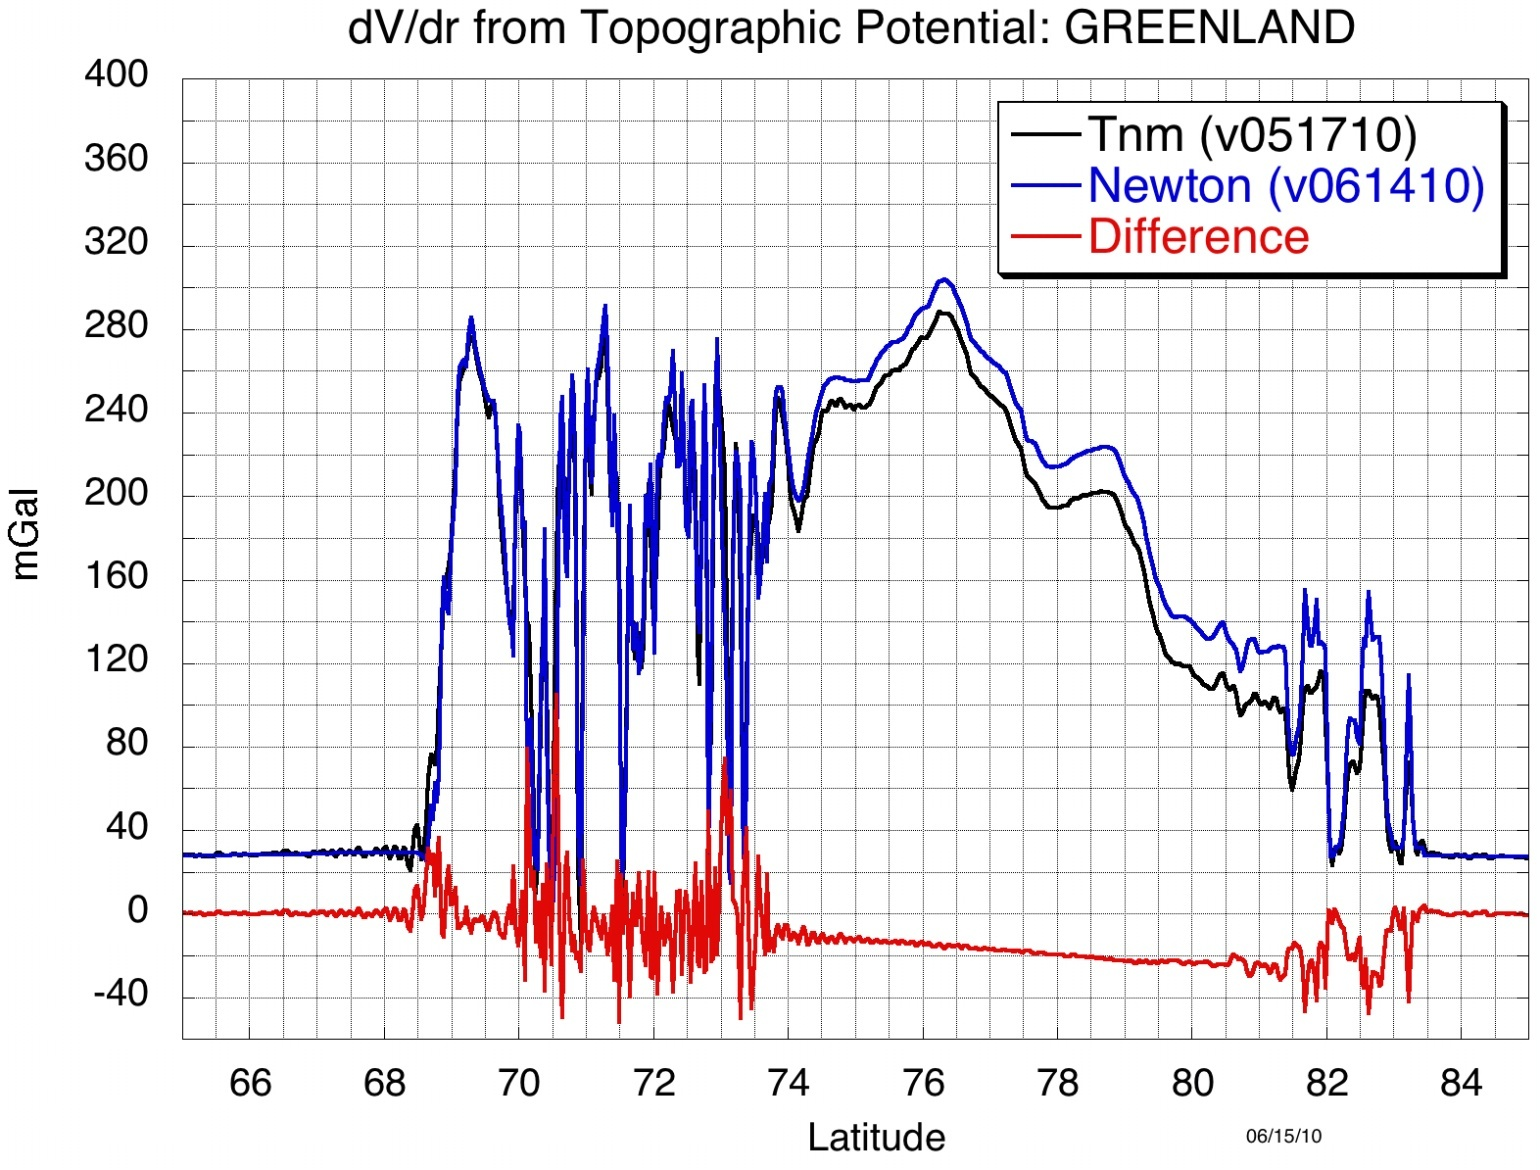 dV/dr from Topographic Potential: GREENLAND
400
360
320
280
240
200
160
120
80
40
0
-40
mGal
Tnm (v051710)
Newton (v061410)
Difference
66 68 70 72 74 76 78 80 82 84
Latitude
06/15/10